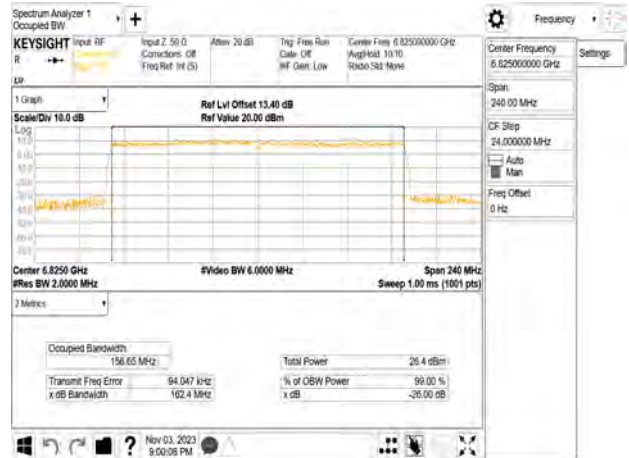 Spectrum Analyzer 1
Occupied BW
Frequency
KEYSIGHT
R
Input: RF
Input Z: 50 Ω
Corrections: Off
Freq Ref: Int (S)
Atten: 20 dB
Trig: Free Run
Gate: Off
#IF Gain: Low
Center Freq: 6.825000000 GHz
Avg|Hold: 10/10
Radio Std: None
Center Frequency
6.825000000 GHz
Settings
Span
240.00 MHz
CF Step
24.000000 MHz
Auto
Man
Freq Offset
0 Hz
1 Graph
Scale/Div 10.0 dB
Ref Lvl Offset 13.40 dB
Ref Value 20.00 dBm
Log
Center 6.8250 GHz
#Res BW 2.0000 MHz
#Video BW 6.0000 MHz
Span 240 MHz
Sweep 1.00 ms (1001 pts)
2 Metrics
Occupied Bandwidth
156.65 MHz
Total Power
26.4 dBm
Transmit Freq Error
94.047 kHz
% of OBW Power
99.00 %
x dB Bandwidth
162.4 MHz
x dB
-26.00 dB
Nov 03, 2023
9:00:08 PM